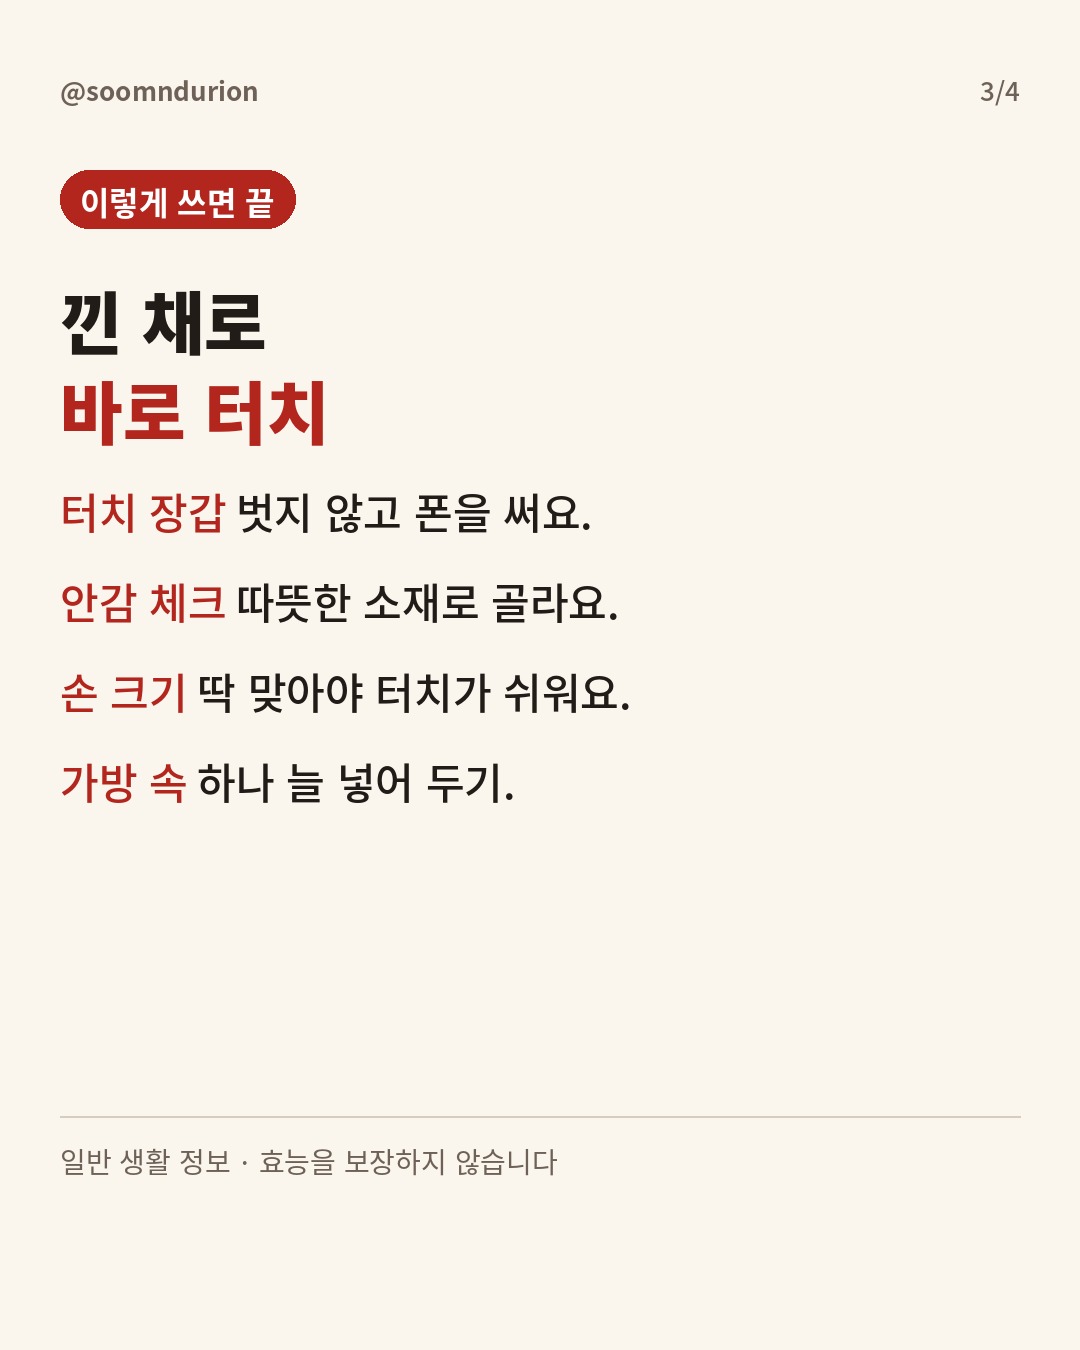 @soomndurion
3/4
이렇게 쓰면 끝
낀 채로
바로 터치
터치 장갑 벗지 않고 폰을 써요.
안감 체크 따뜻한 소재로 골라요.
손 크기 딱 맞아야 터치가 쉬워요.
가방 속 하나 늘 넣어 두기.
일반 생활 정보 · 효능을 보장하지 않습니다